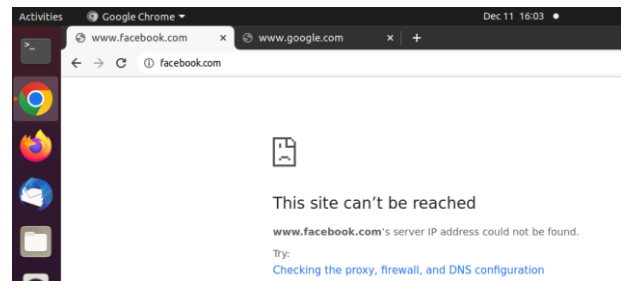 Activities Google Chrome Dec 11 16:03
www.facebook.com × www.google.com × +
facebook.com
This site can't be reached
www.facebook.com's server IP address could not be found.
Try:
Checking the proxy, firewall, and DNS configuration